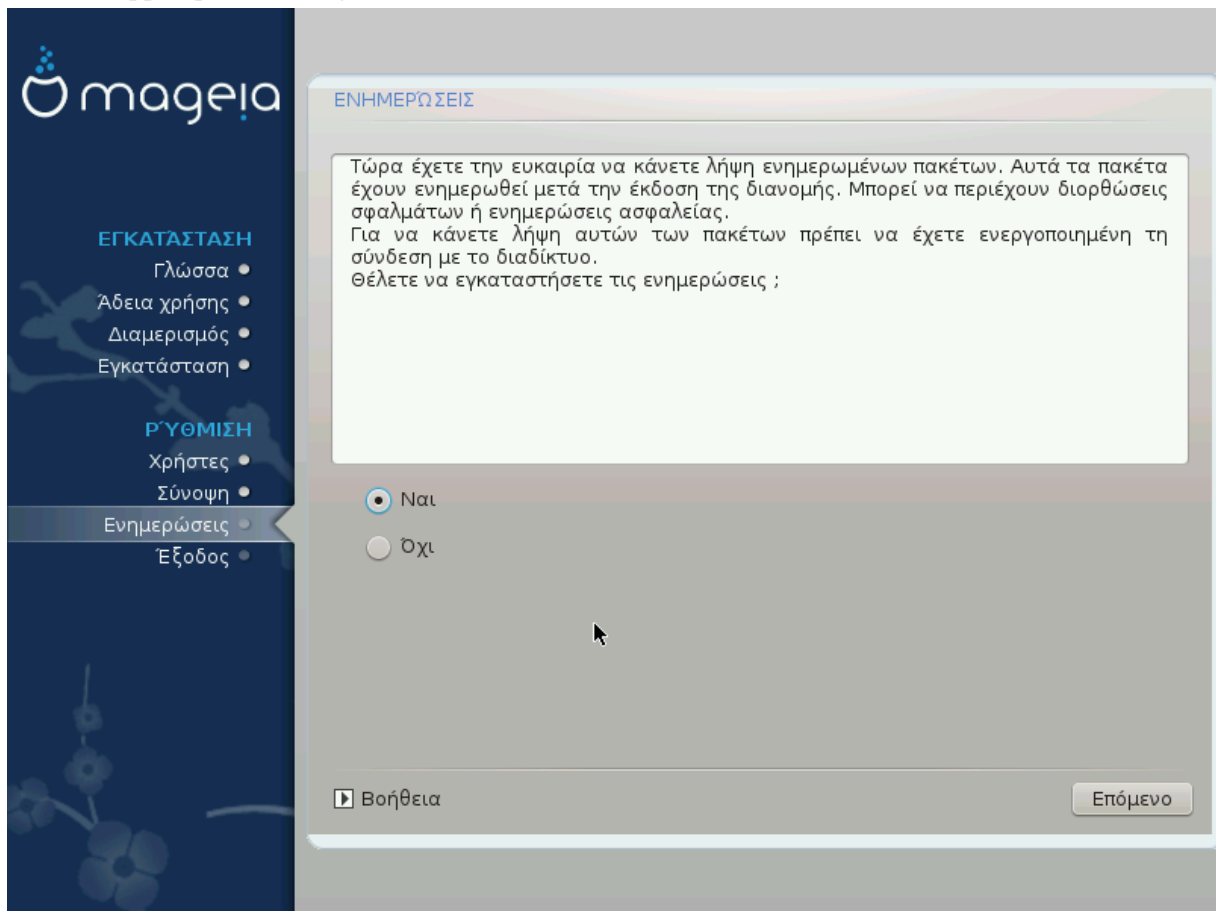 mageia
ΕΓΚΑΤΆΣΤΑΣΗ
Γλώσσα
Άδεια χρήσης
Διαμερισμός
Εγκατάσταση
ΡΎΘΜΙΣΗ
Χρήστες
Σύνοψη
Ενημερώσεις
Έξοδος
ΕΝΗΜΕΡΏΣΕΙΣ
Τώρα έχετε την ευκαιρία να κάνετε λήψη ενημερωμένων πακέτων. Αυτά τα πακέτα
έχουν ενημερωθεί μετά την έκδοση της διανομής. Μπορεί να περιέχουν διορθώσεις
σφαλμάτων ή ενημερώσεις ασφαλείας.
Για να κάνετε λήψη αυτών των πακέτων πρέπει να έχετε ενεργοποιημένη τη
σύνδεση με το διαδίκτυο.
Θέλετε να εγκαταστήσετε τις ενημερώσεις ;
Ναι
Όχι
Βοήθεια
Επόμενο